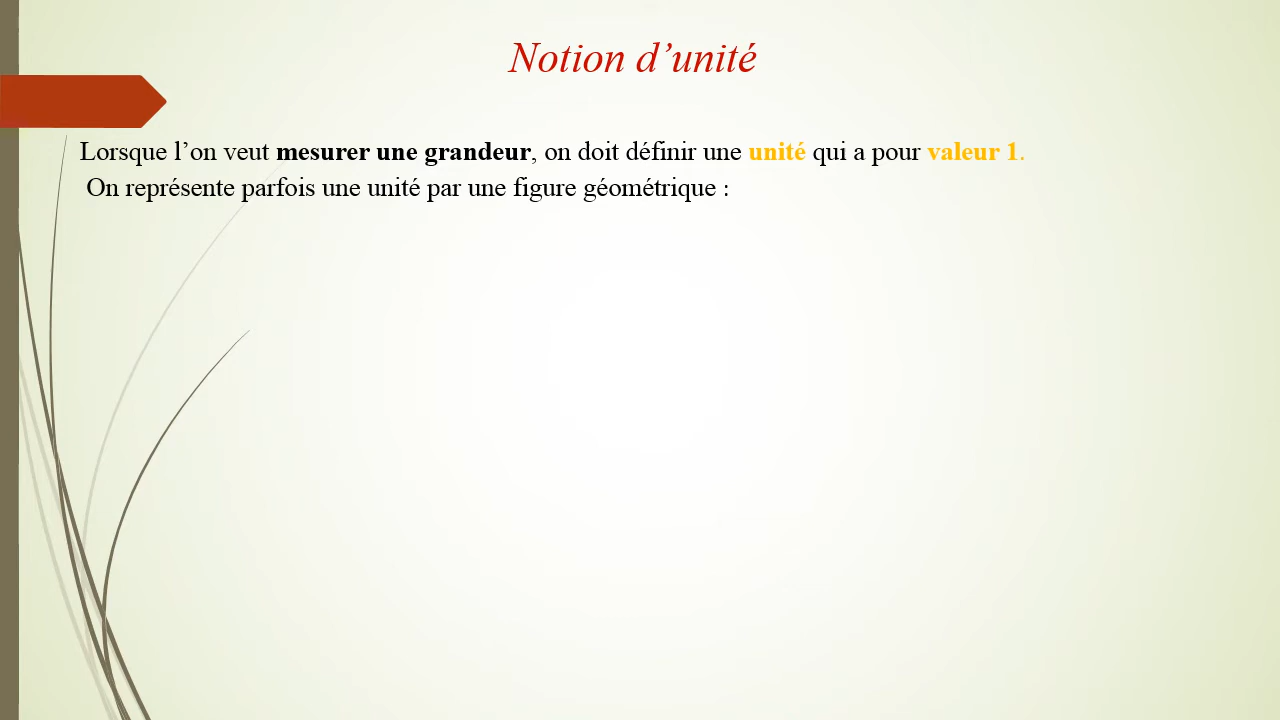 Notion d’unité
Lorsque l’on veut mesurer une grandeur, on doit définir une unité qui a pour valeur 1.
On représente parfois une unité par une figure géométrique :